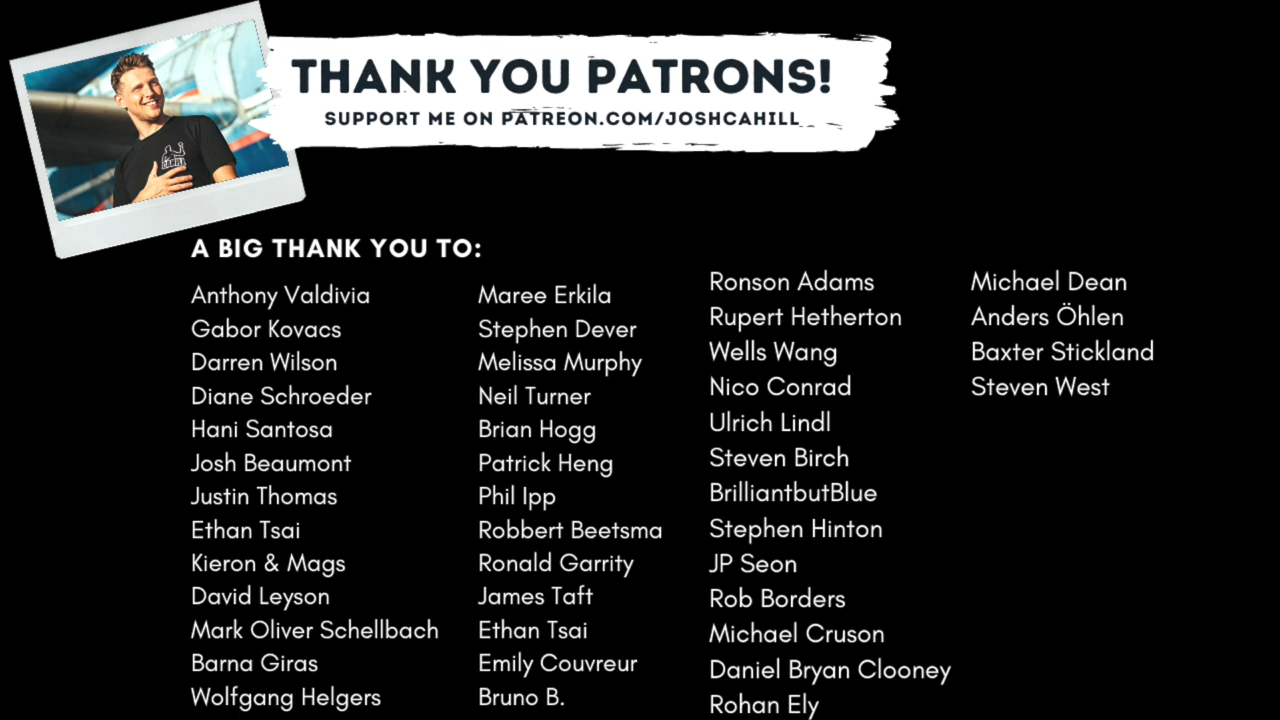 THANK YOU PATRONS!
SUPPORT ME ON PATREON.COM/JOSHCAHILL
A BIG THANK YOU TO:
Anthony Valdivia
Gabor Kovacs
Darren Wilson
Diane Schroeder
Hani Santosa
Josh Beaumont
Justin Thomas
Ethan Tsai
Kieron & Mags
David Leyson
Mark Oliver Schellbach
Barna Giras
Wolfgang Helgers
Maree Erkila
Stephen Dever
Melissa Murphy
Neil Turner
Brian Hogg
Patrick Heng
Phil Ipp
Robbert Beetsma
Ronald Garrity
James Taft
Ethan Tsai
Emily Couvreur
Bruno B.
Ronson Adams
Rupert Hetherton
Wells Wang
Nico Conrad
Ulrich Lindl
Steven Birch
BrilliantbutBlue
Stephen Hinton
JP Seon
Rob Borders
Michael Cruson
Daniel Bryan Clooney
Rohan Ely
Michael Dean
Anders Öhlen
Baxter Stickland
Steven West